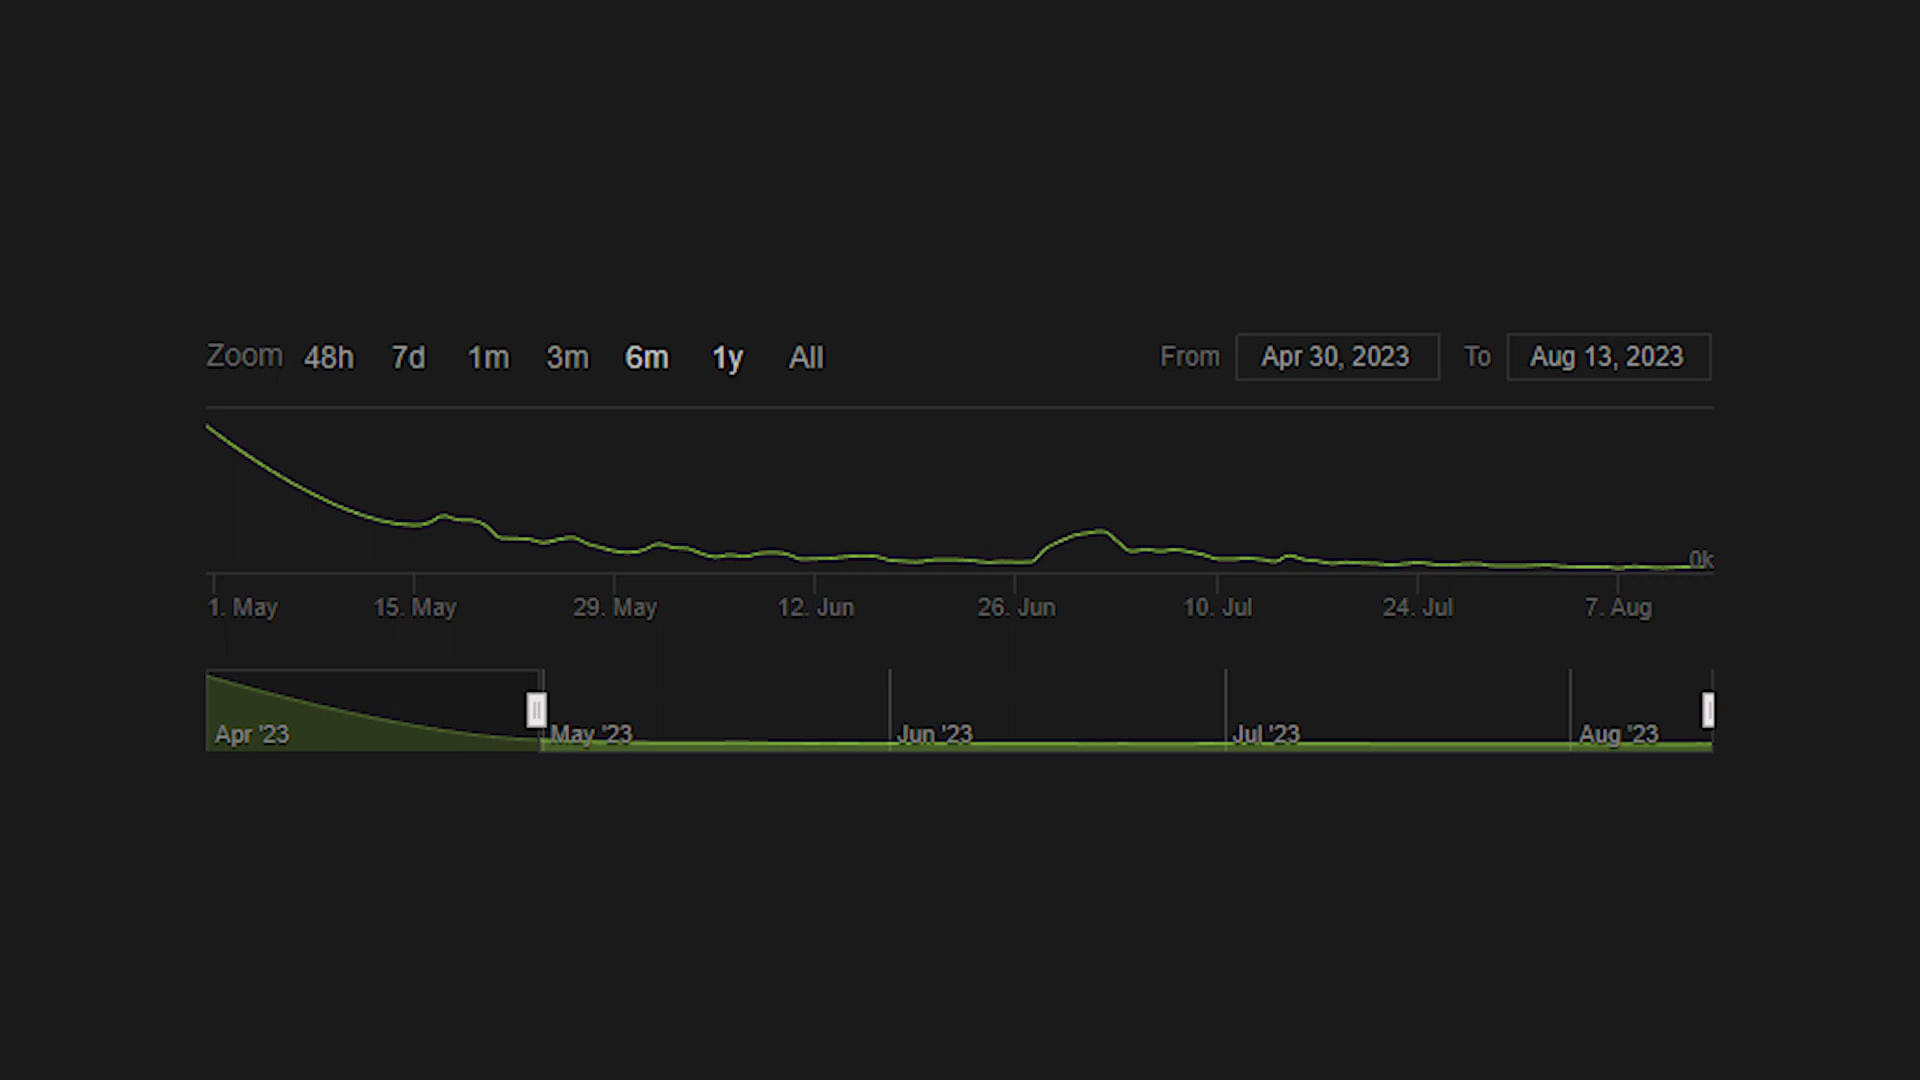 Zoom 48h 7d 1m 3m 6m 1y All From Apr 30, 2023 To Aug 13, 2023
0k
1. May 15. May 29. May 12. Jun 26. Jun 10. Jul 24. Jul 7. Aug
Apr '23 May '23 Jun '23 Jul '23 Aug '23